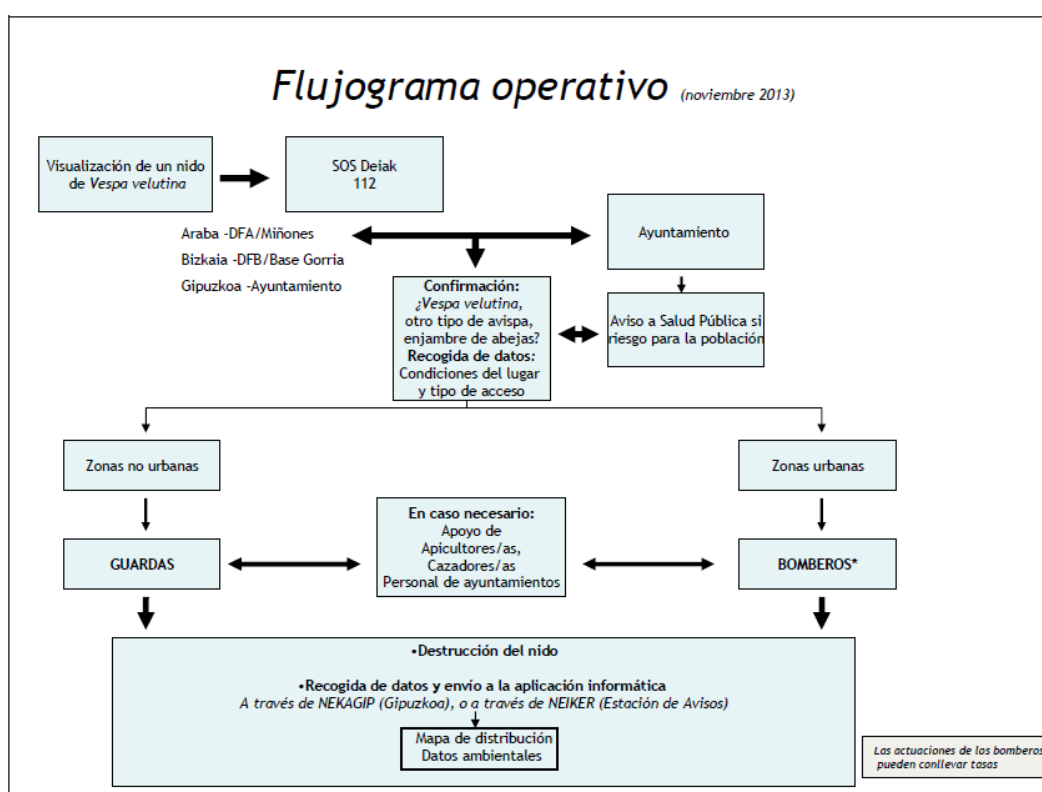 Flujograma operativo (noviembre 2013)
Visualización de un nido
de Vespa velutina
SOS Deiak
112
Araba -DFA/Miñones
Bizkaia -DFB/Base Gorria
Gipuzkoa -Ayuntamiento
Ayuntamiento
Confirmación:
¿Vespa velutina,
otro tipo de avispa,
enjambre de abejas?
Recogida de datos:
Condiciones del lugar
y tipo de acceso
Aviso a Salud Pública si
riesgo para la población
Zonas no urbanas
Zonas urbanas
GUARDAS
En caso necesario:
Apoyo de
Apicultores/as,
Cazadores/as
Personal de ayuntamientos
BOMBEROS*
•Destrucción del nido
•Recogida de datos y envío a la aplicación informática
A través de NEKAGIP (Gipuzkoa), o a través de NEIKER (Estación de Avisos)
Mapa de distribución
Datos ambientales
Las actuaciones de los bomberos
pueden conllevar tasas